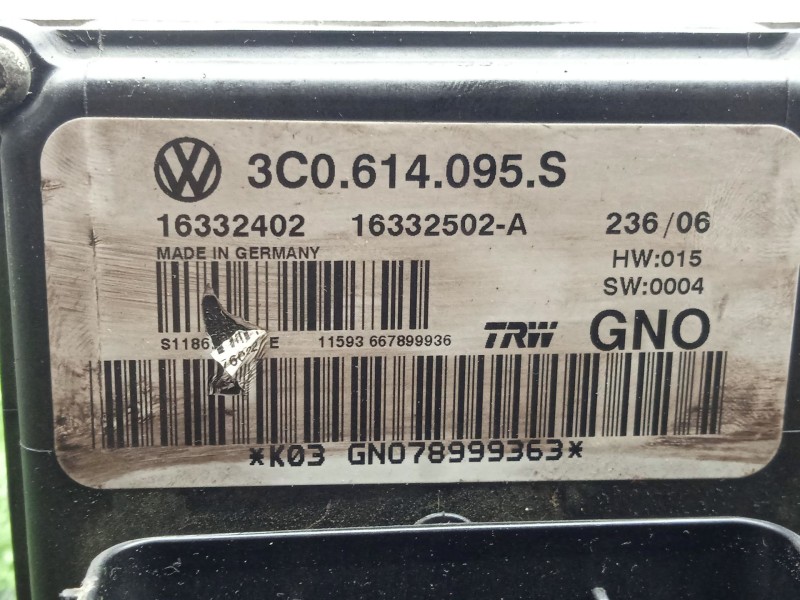 3C0.614.095.S
16332402 16332502-A 236/06
MADE IN GERMANY HW:015
SW:0004
E 11593 667899936 TRW GNO
*K03 GNO78999363*